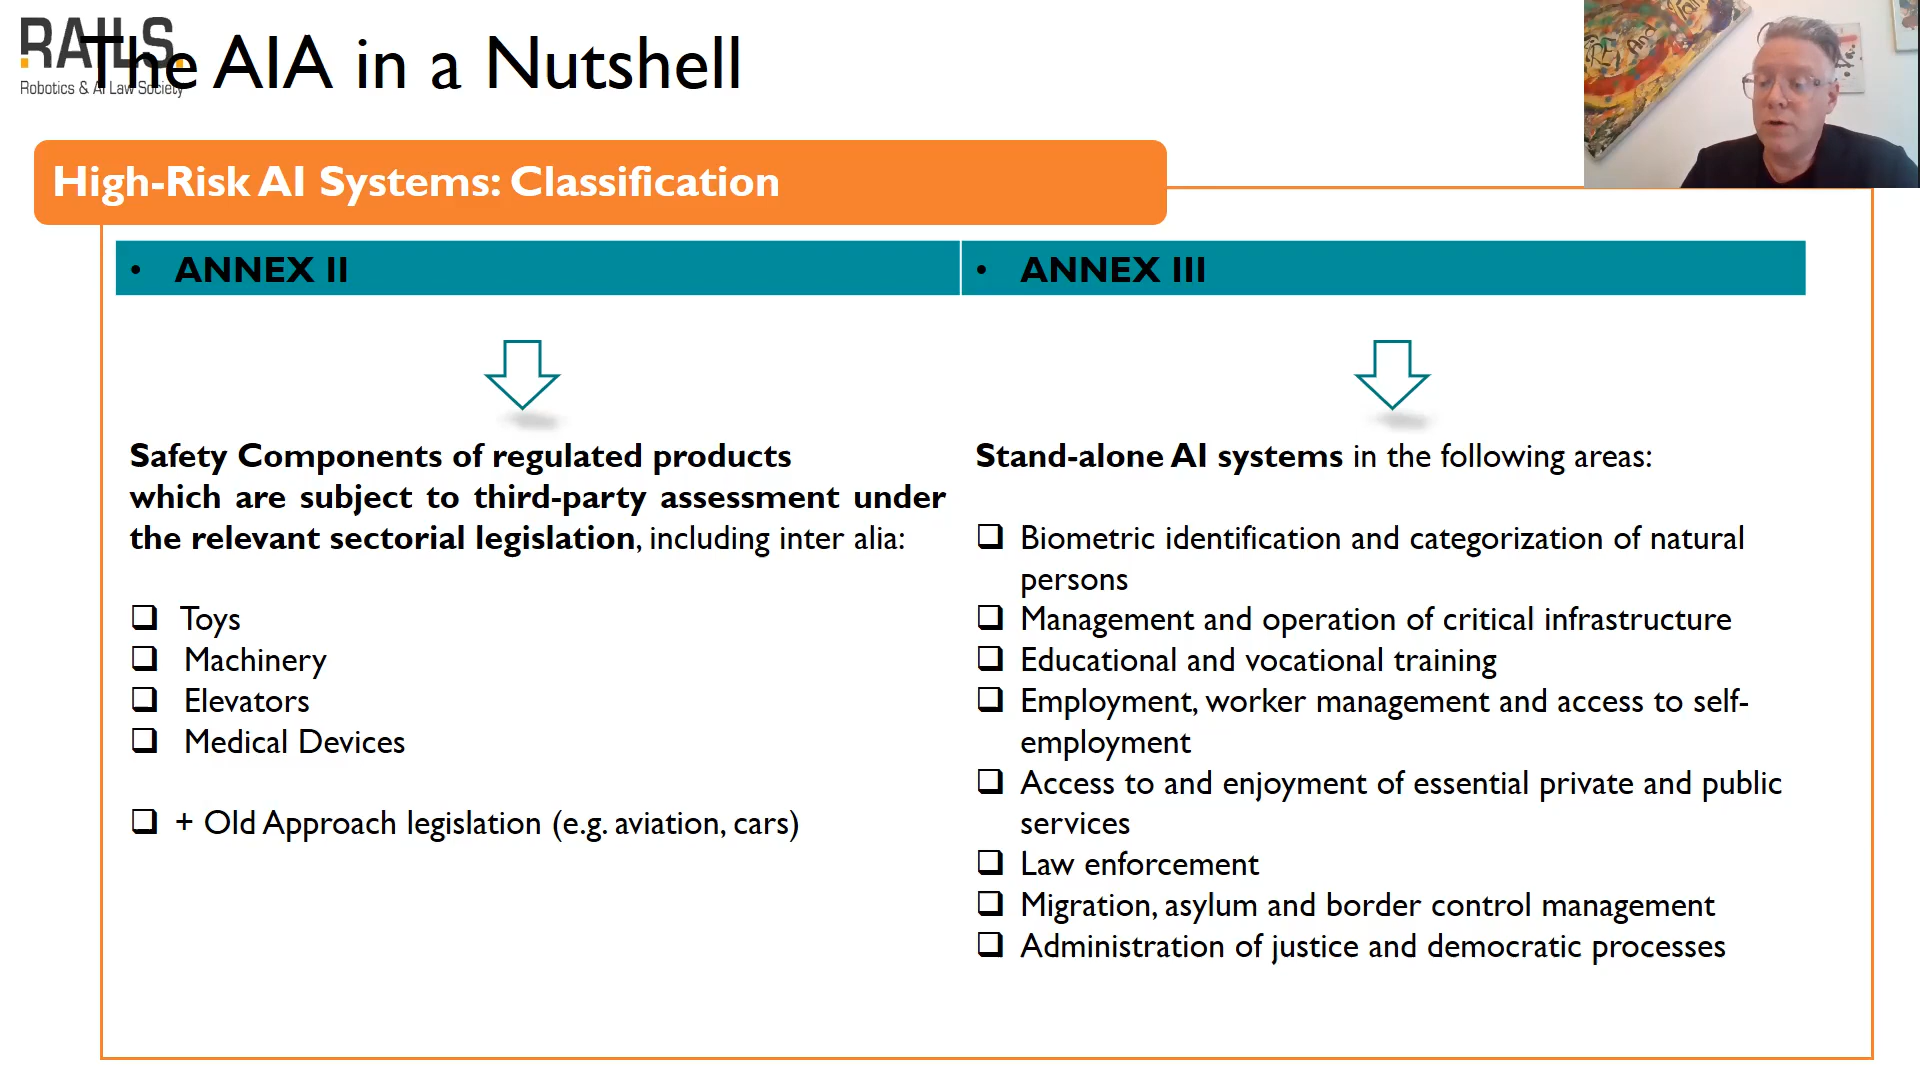 RAILS
Robotics & AI Law Society
The AIA in a Nutshell
High-Risk AI Systems: Classification
• ANNEX II
Safety Components of regulated products
which are subject to third-party assessment under
the relevant sectorial legislation, including inter alia:
❑ Toys
❑ Machinery
❑ Elevators
❑ Medical Devices
❑ + Old Approach legislation (e.g. aviation, cars)
• ANNEX III
Stand-alone AI systems in the following areas:
❑ Biometric identification and categorization of natural
persons
❑ Management and operation of critical infrastructure
❑ Educational and vocational training
❑ Employment, worker management and access to self-
employment
❑ Access to and enjoyment of essential private and public
services
❑ Law enforcement
❑ Migration, asylum and border control management
❑ Administration of justice and democratic processes